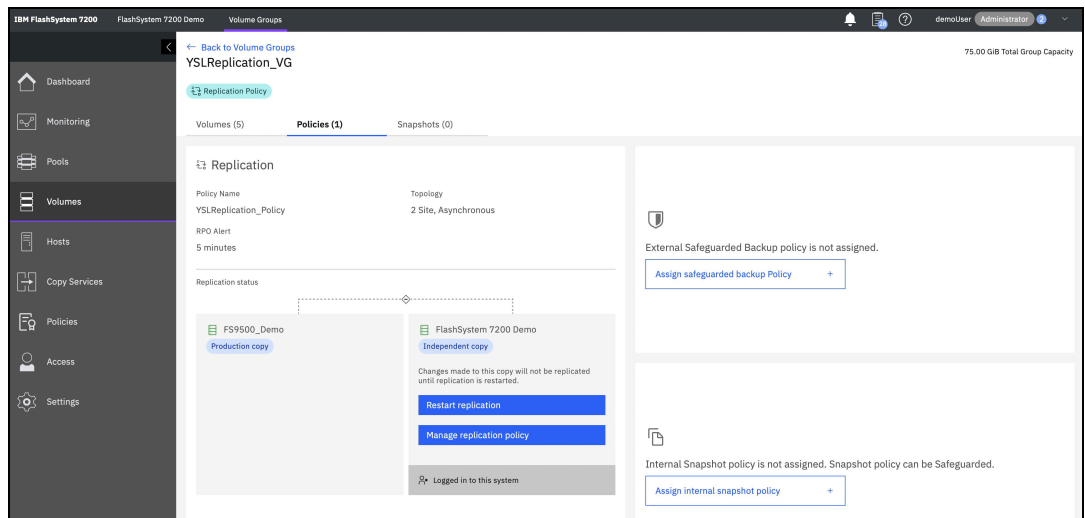 IBM FlashSystem 7200 FlashSystem 7200 Demo Volume Groups
28
demoUser Administrator 2
Back to Volume Groups
75.00 GiB Total Group Capacity
YSLReplication_VG
Replication Policy
Volumes (5) Policies (1) Snapshots (0)
Dashboard
Monitoring
Pools
Volumes
Hosts
Copy Services
Policies
Access
Settings
Replication
Policy Name Topology
YSLReplication_Policy 2 Site, Asynchronous
RPO Alert
5 minutes
Replication status
FS9500_Demo
Production copy
FlashSystem 7200 Demo
Independent copy
Changes made to this copy will not be replicated
until replication is restarted.
Restart replication
Manage replication policy
Logged in to this system
External Safeguarded Backup policy is not assigned.
Assign safeguarded backup Policy +
Internal Snapshot policy is not assigned. Snapshot policy can be Safeguarded.
Assign internal snapshot policy +